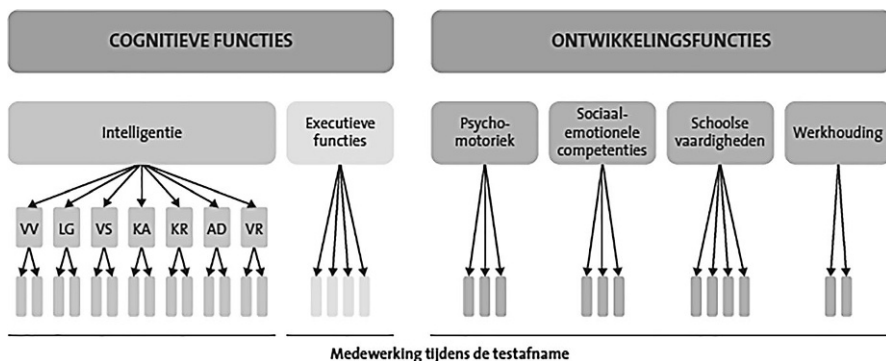 COGNITIEVE FUNCTIES
ONTWIKKELINGSFUNCTIES
Intelligentie
Executieve
functies
Psycho-
motoriek
Sociaal-
emotionele
competenties
Schoolse
vaardigheden
Werkhouding
VV LG VS KA KR AD VR
Medewerking tijdens de testafname